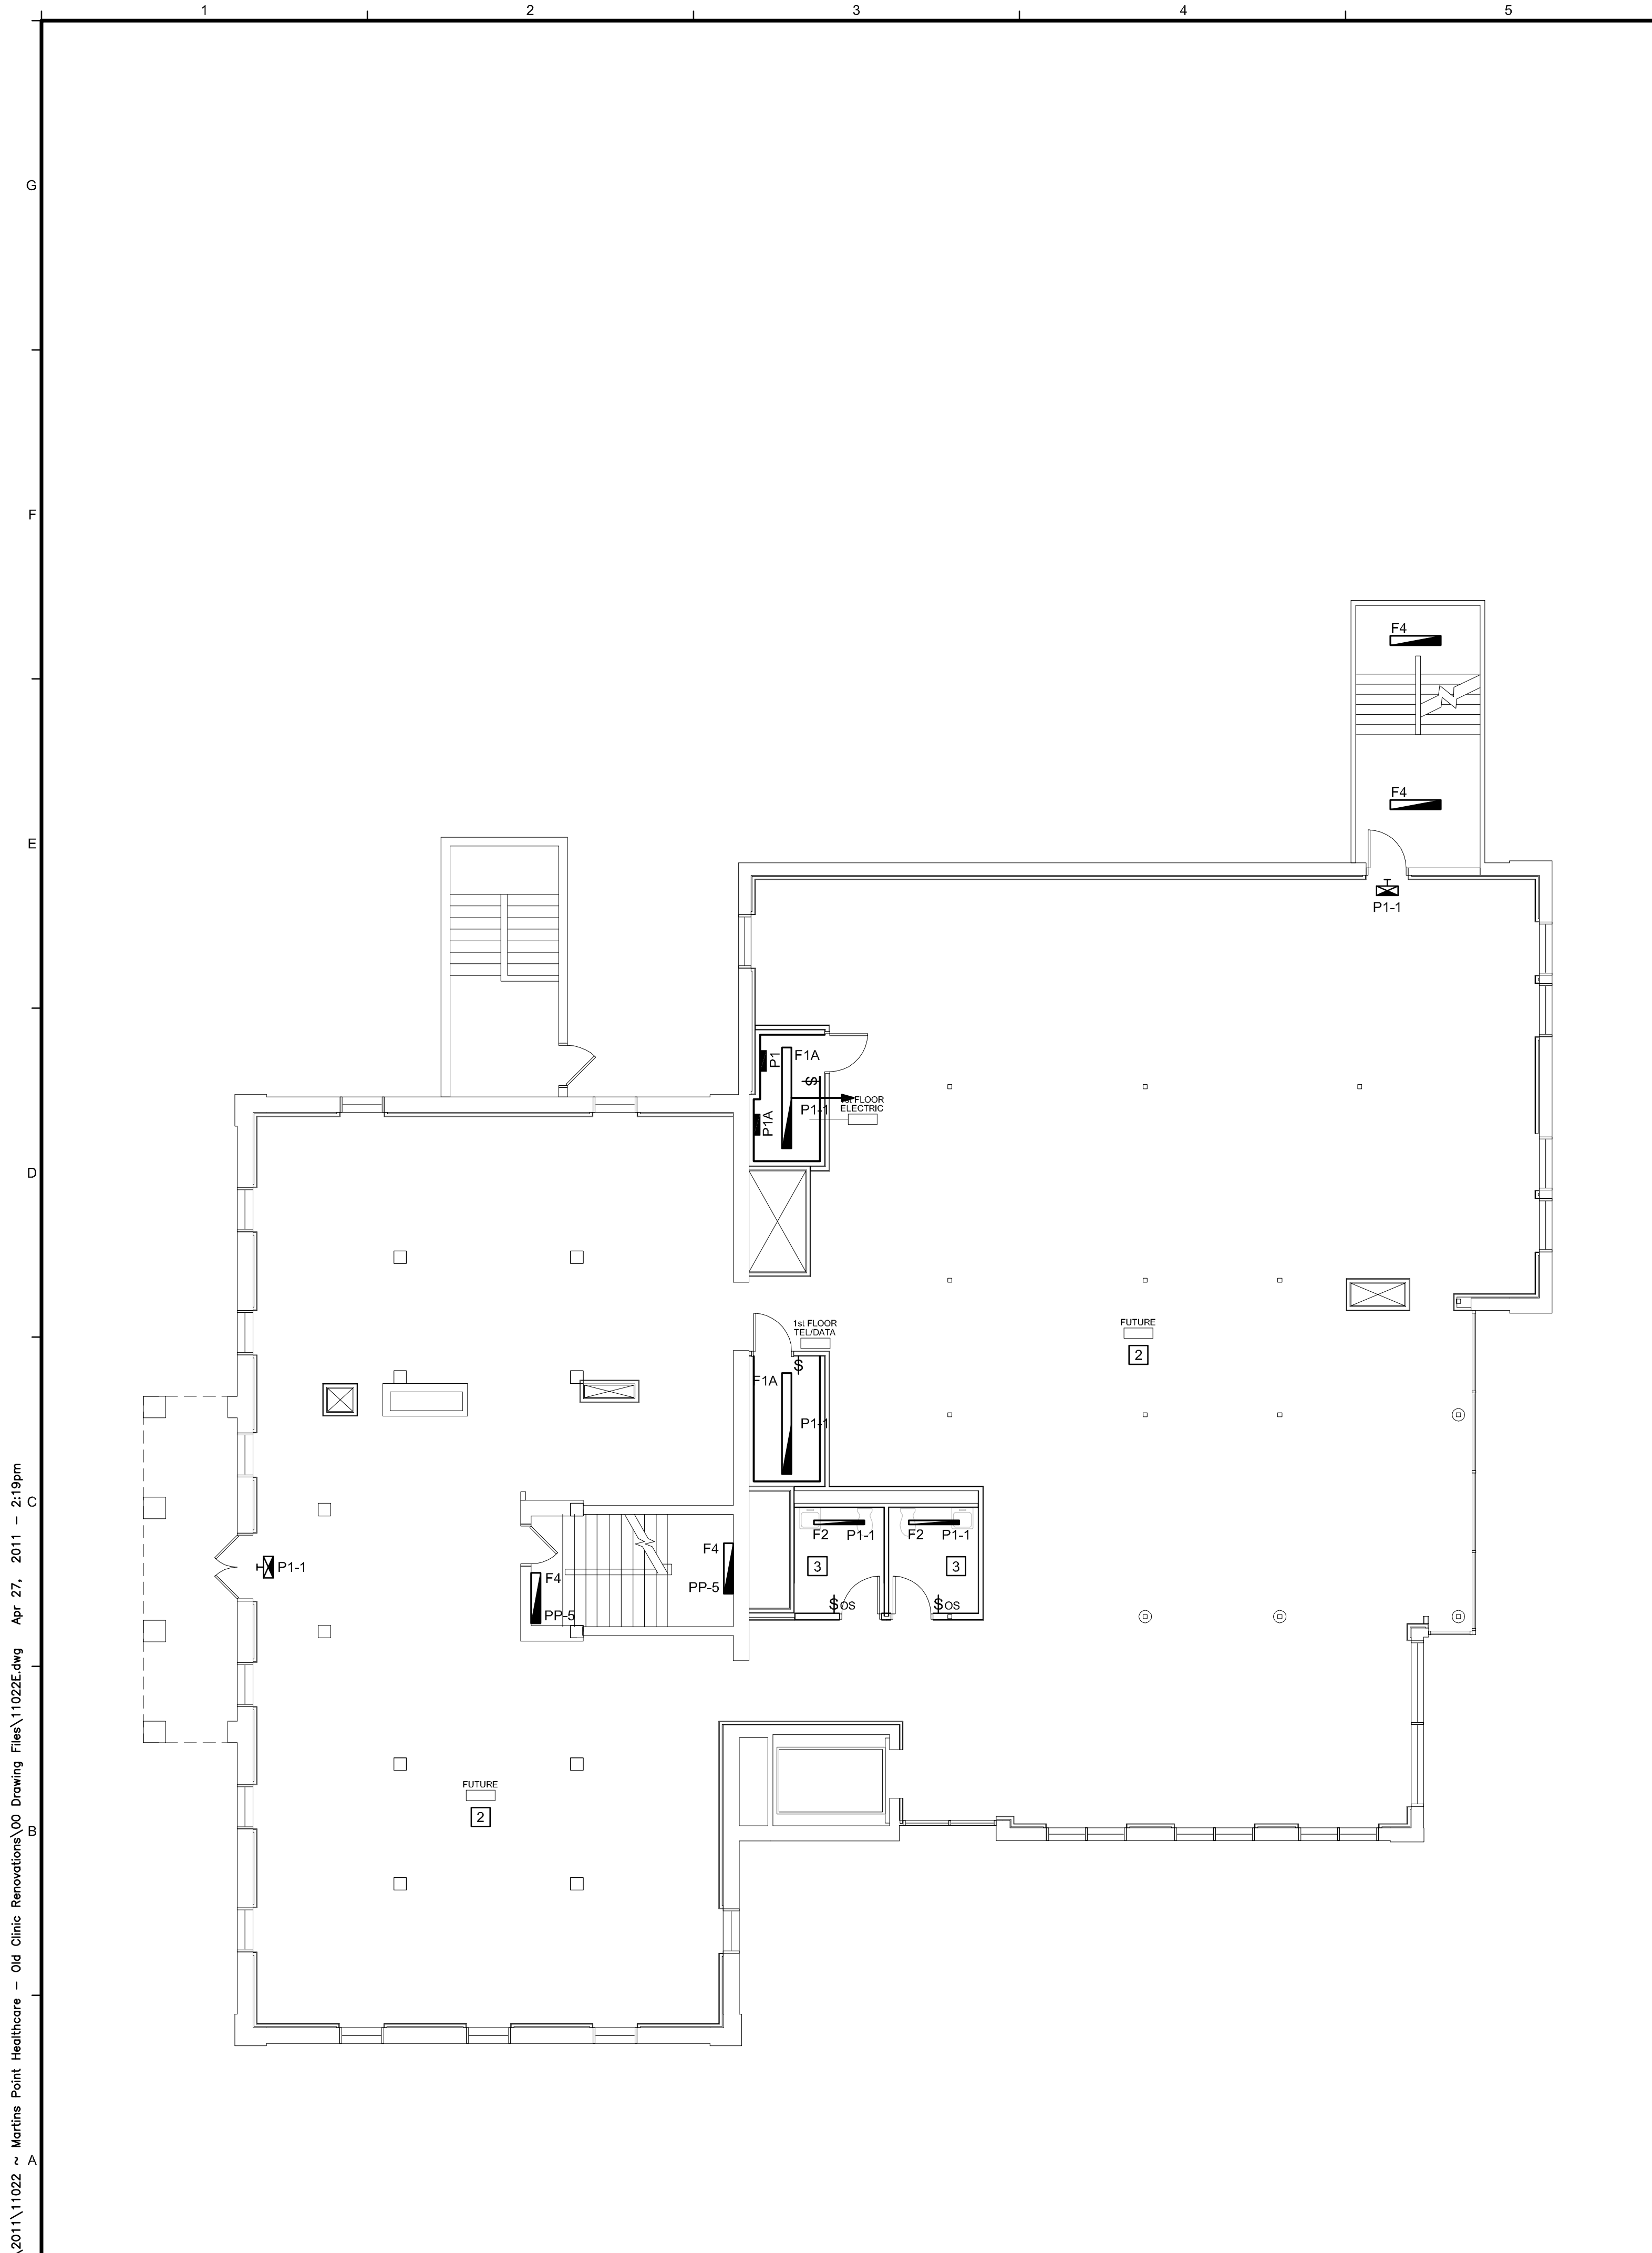 1
2
3
4
5
G
F
E
D
C
B
A
F4
F4
P1-1
P1
F1A
$
P1-1
P1A
1st FLOOR
ELECTRIC
1st FLOOR
TEL/DATA
$
F1A
P1-1
FUTURE
2
F2
P1-1
F2
P1-1
3
3
$OS
$OS
P1-1
F4
PP-5
F4
PP-5
FUTURE
2
\2011\11022 ~ Martins Point Healthcare - Old Clinic Renovations\00 Drawing Files\11022E.dwg Apr 27, 2011 - 2:19pm